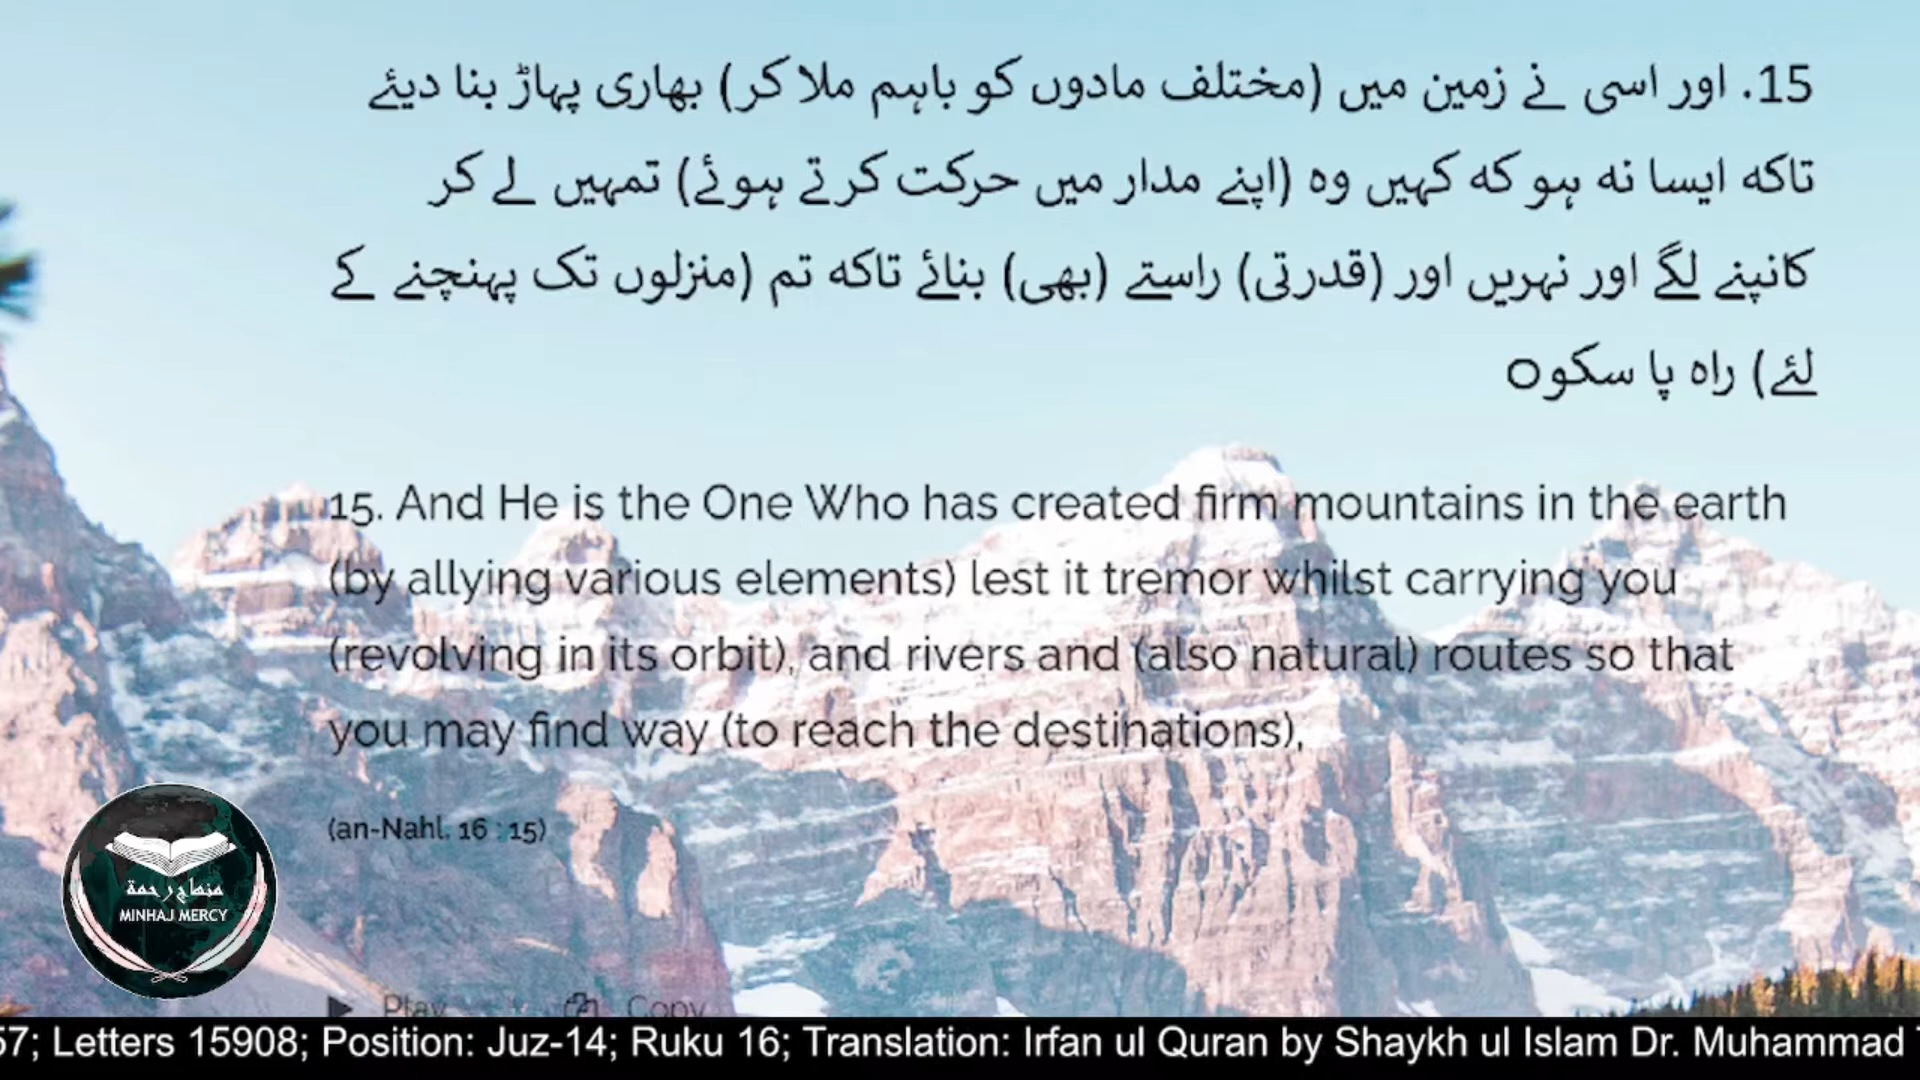 15. اور اسی نے زمین میں (مختلف مادوں کو باہم ملا کر) بھاری پہاڑ بنا دیئے
تاکہ ایسا نہ ہو کہ کہیں وہ (اپنے مدار میں حرکت کرتے ہوئے) تمہیں لے کر
کانپنے لگے اور نہریں اور (قدرتی) راستے (بھی) بنائے تاکہ تم (منزلوں تک پہنچنے کے
لئے) راہ پا سکوo
15. And He is the One Who has created firm mountains in the earth
(by allying various elements) lest it tremor whilst carrying you
(revolving in its orbit), and rivers and (also natural) routes so that
you may find way (to reach the destinations),
(an-Nahl, 16 : 15)
منهاج رحمة
MINHAJ MERCY
Play Copy
57; Letters 15908; Position: Juz-14; Ruku 16; Translation: Irfan ul Quran by Shaykh ul Islam Dr. Muhammad